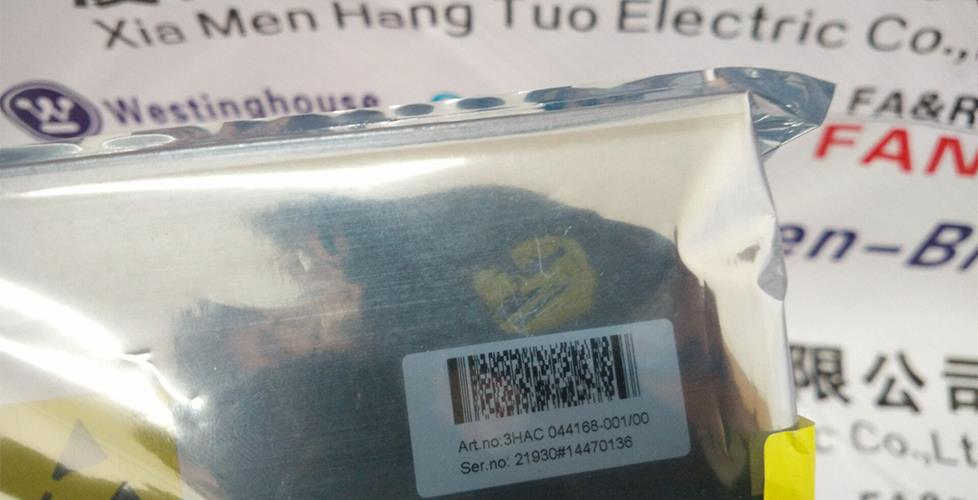 Xia Men Hang Tuo Electric Co.,
Westinghouse
FA&R
FAN
en-B
限公司
Co.,Lt
Art.no:3HAC 044168-001/00
Ser.no: 21930#14470136